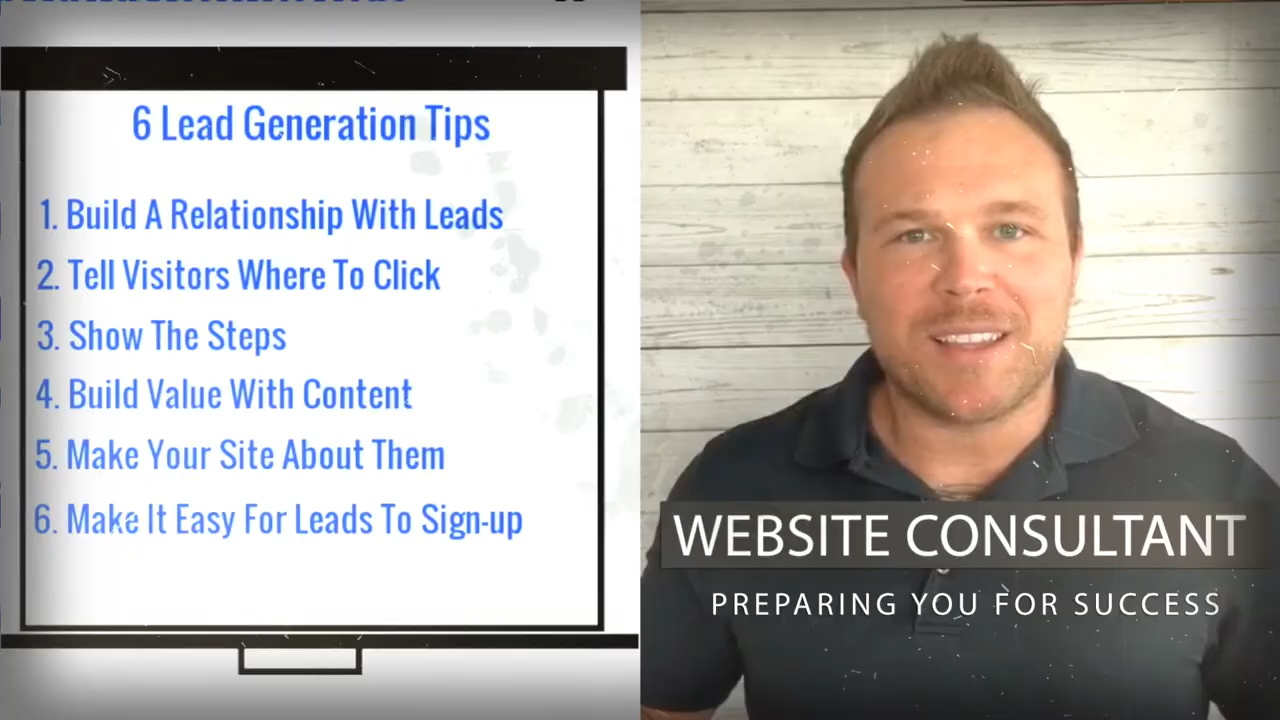 6 Lead Generation Tips
1. Build A Relationship With Leads
2. Tell Visitors Where To Click
3. Show The Steps
4. Build Value With Content
5. Make Your Site About Them
6. Make It Easy For Leads To Sign-up
WEBSITE CONSULTANT
PREPARING YOU FOR SUCCESS